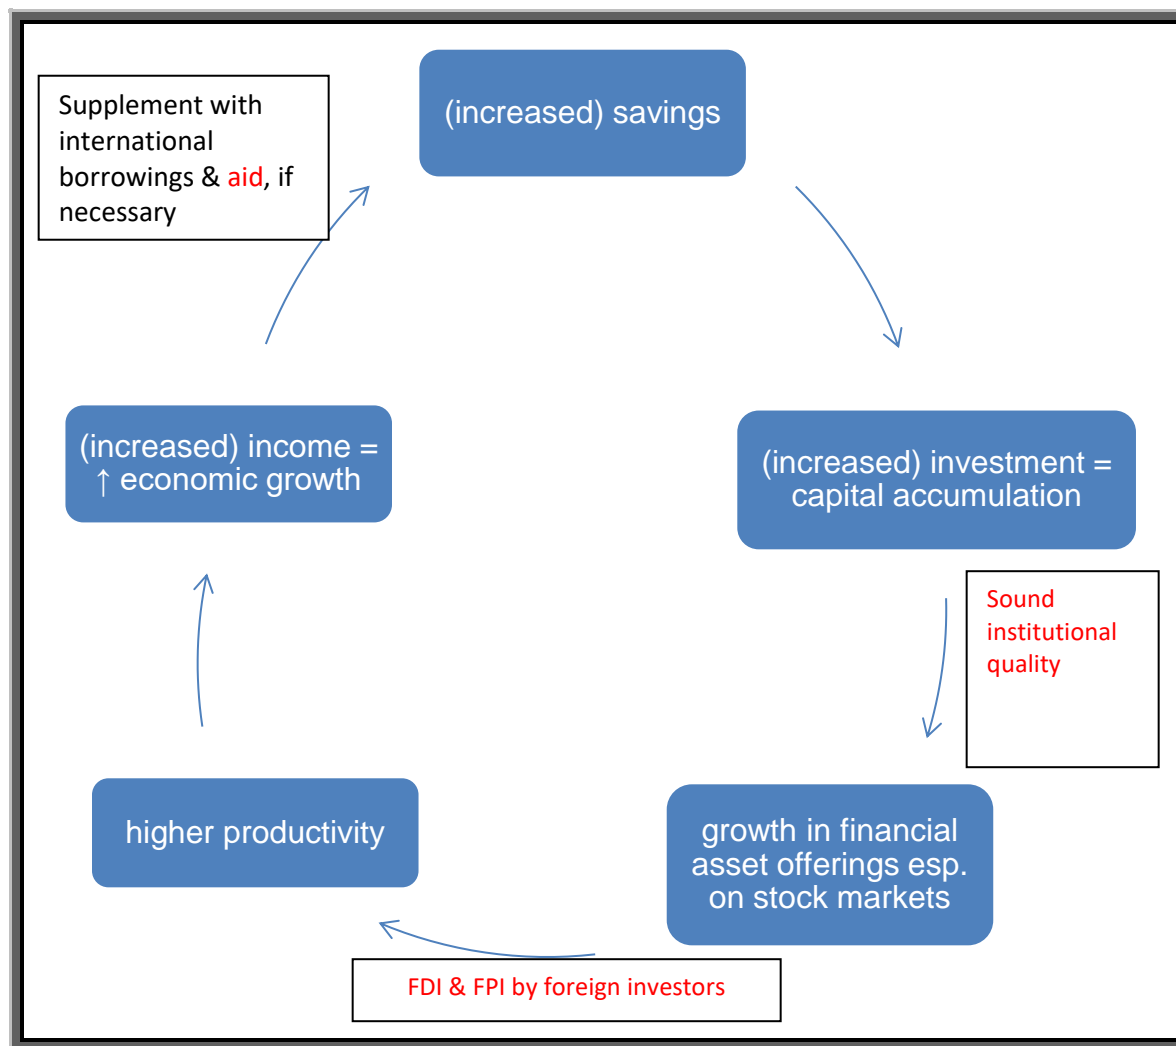 Supplement with
international
borrowings & aid, if
necessary
(increased) savings
(increased) investment =
capital accumulation
Sound
institutional
quality
growth in financial
asset offerings esp.
on stock markets
FDI & FPI by foreign investors
higher productivity
(increased) income =
↑ economic growth